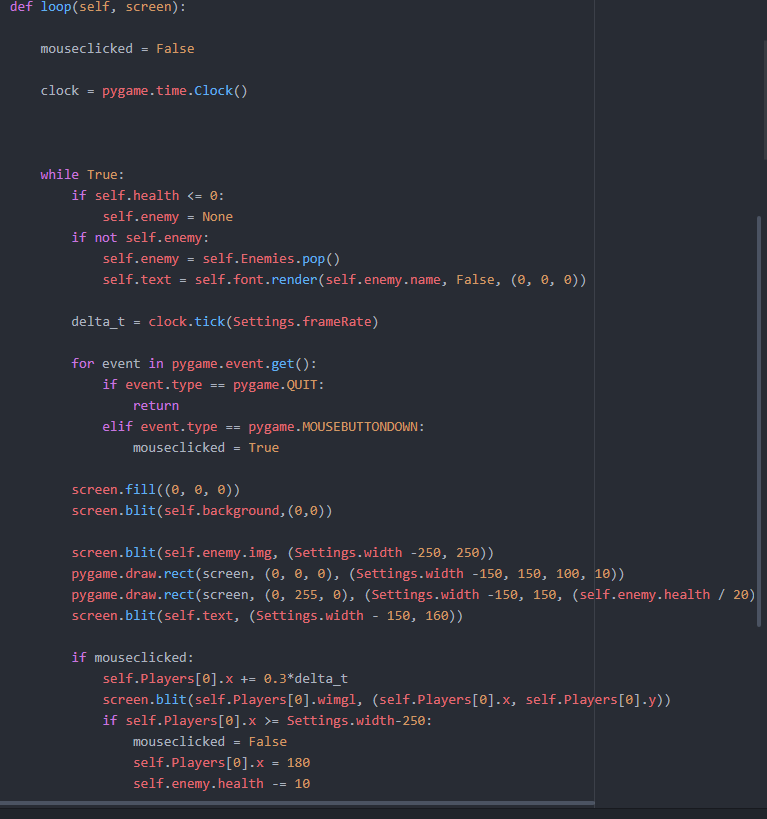 def loop(self, screen):
mouseclicked = False
clock = pygame.time.Clock()
while True:
if self.health <= 0:
self.enemy = None
if not self.enemy:
self.enemy = self.Enemies.pop()
self.text = self.font.render(self.enemy.name, False, (0, 0, 0))
delta_t = clock.tick(Settings.frameRate)
for event in pygame.event.get():
if event.type == pygame.QUIT:
return
elif event.type == pygame.MOUSEBUTTONDOWN:
mouseclicked = True
screen.fill((0, 0, 0))
screen.blit(self.background,(0,0))
screen.blit(self.enemy.img, (Settings.width -250, 250))
pygame.draw.rect(screen, (0, 0, 0), (Settings.width -150, 150, 100, 10))
pygame.draw.rect(screen, (0, 255, 0), (Settings.width -150, 150, (self.enemy.health / 20)
screen.blit(self.text, (Settings.width - 150, 160))
if mouseclicked:
self.Players[0].x += 0.3*delta_t
screen.blit(self.Players[0].wimgl, (self.Players[0].x, self.Players[0].y))
if self.Players[0].x >= Settings.width-250:
mouseclicked = False
self.Players[0].x = 180
self.enemy.health -= 10